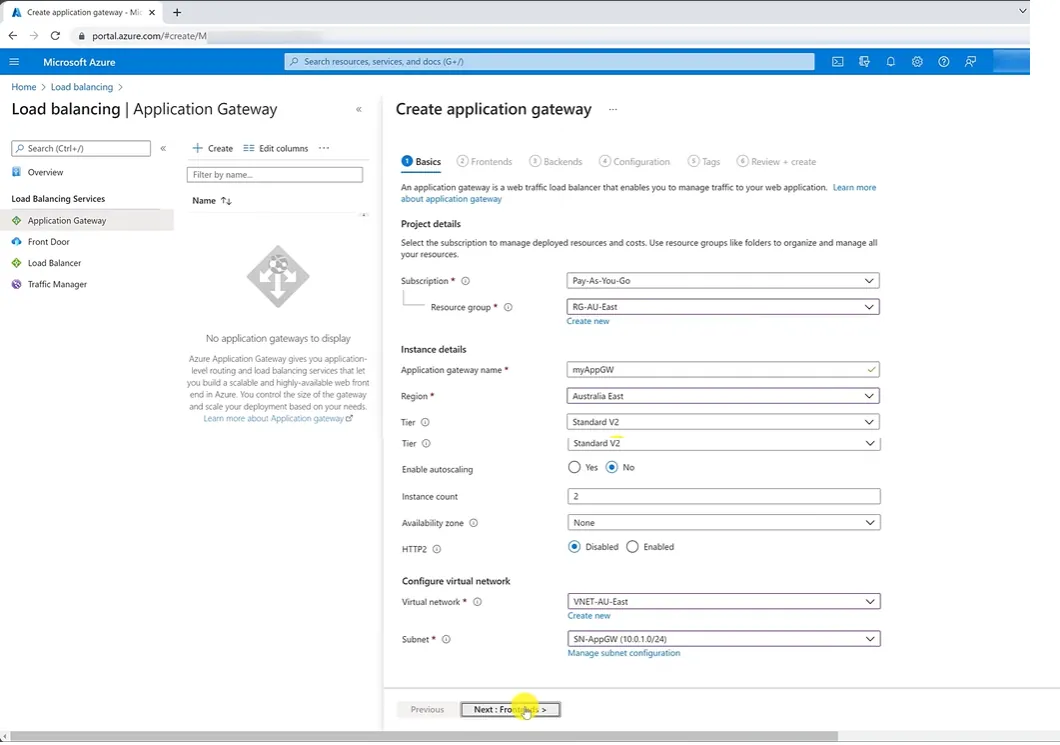 Create application gateway - Mic
portal.azure.com/#create/M
Microsoft Azure
Search resources, services, and docs (G+/)
Home > Load balancing >
Load balancing | Application Gateway
«
Search (Ctrl+/)
«
Overview
Load Balancing Services
Application Gateway
Front Door
Load Balancer
Traffic Manager
+ Create Edit columns ...
Filter by name...
Name ↑↓
No application gateways to display
Azure Application Gateway gives you application-
level routing and load balancing services that let
you build a scalable and highly-available web front
end in Azure. You control the size of the gateway
and scale your deployment based on your needs.
Learn more about Application gateway
Create application gateway ...
1 Basics 2 Frontends 3 Backends 4 Configuration 5 Tags 6 Review + create
An application gateway is a web traffic load balancer that enables you to manage traffic to your web application. Learn more
about application gateway
Project details
Select the subscription to manage deployed resources and costs. Use resource groups like folders to organize and manage all
your resources.
Subscription * Pay-As-You-Go
Resource group * RG-AU-East
Create new
Instance details
Application gateway name * myAppGW
Region * Australia East
Tier Standard V2
Tier Standard V2
Enable autoscaling Yes No
Instance count 2
Availability zone None
HTTP2 Disabled Enabled
Configure virtual network
Virtual network * VNET-AU-East
Create new
Subnet * SN-AppGW (10.0.1.0/24)
Manage subnet configuration
Previous Next : Frontends >